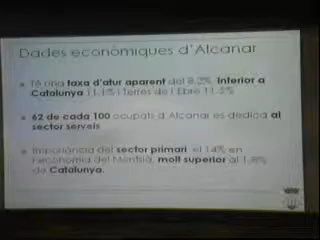 Dades econòmiques d'Alcanar
Té una taxa d'atur aparent del 8,2%, inferior a
Catalunya 11,1% i Terres de l'Ebre 11,5%
62 de cada 100 ocupats d'Alcanar es dedica al
sector serveis
Importància del sector primari, el 14% en
l'economia del Montsià, molt superior al 1,8%
de Catalunya.